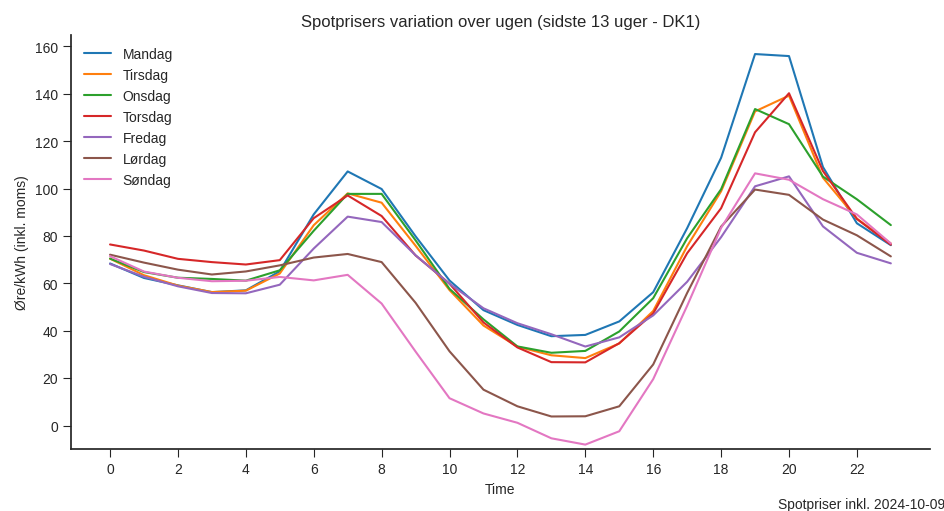 Spotprisers variation over ugen (sidste 13 uger - DK1)
Øre/kWh (inkl. moms)
160
140
120
100
80
60
40
20
0
Mandag
Tirsdag
Onsdag
Torsdag
Fredag
Lørdag
Søndag
0 2 4 6 8 10 12 14 16 18 20 22
Time
Spotpriser inkl. 2024-10-09